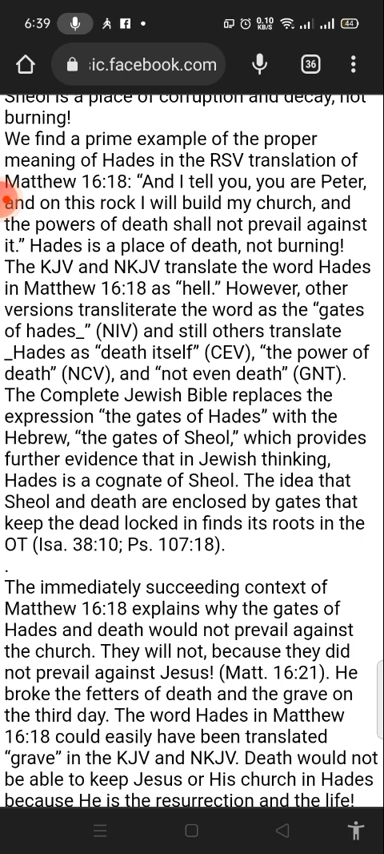 6:39
0.10
KB/S
44
sic.facebook.com
36
Sheol is a place of corruption and decay, not
burning!
We find a prime example of the proper
meaning of Hades in the RSV translation of
Matthew 16:18: “And I tell you, you are Peter,
and on this rock I will build my church, and
the powers of death shall not prevail against
it.” Hades is a place of death, not burning!
The KJV and NKJV translate the word Hades
in Matthew 16:18 as “hell.” However, other
versions transliterate the word as the “gates
of hades_” (NIV) and still others translate
_Hades as “death itself” (CEV), “the power of
death” (NCV), and “not even death” (GNT).
The Complete Jewish Bible replaces the
expression “the gates of Hades” with the
Hebrew, “the gates of Sheol,” which provides
further evidence that in Jewish thinking,
Hades is a cognate of Sheol. The idea that
Sheol and death are enclosed by gates that
keep the dead locked in finds its roots in the
OT (Isa. 38:10; Ps. 107:18).
.
The immediately succeeding context of
Matthew 16:18 explains why the gates of
Hades and death would not prevail against
the church. They will not, because they did
not prevail against Jesus! (Matt. 16:21). He
broke the fetters of death and the grave on
the third day. The word Hades in Matthew
16:18 could easily have been translated
“grave” in the KJV and NKJV. Death would not
be able to keep Jesus or His church in Hades
because He is the resurrection and the life!